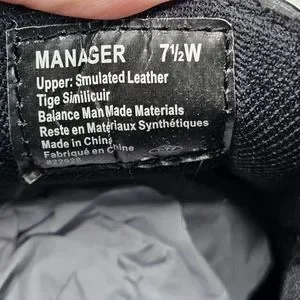 MANAGER 7½W
Upper: Smulated Leather
Tige Similicuir
Balance Man Made Materials
Reste en Matériaux Synthétiques
Made in China
Fabriqué en China